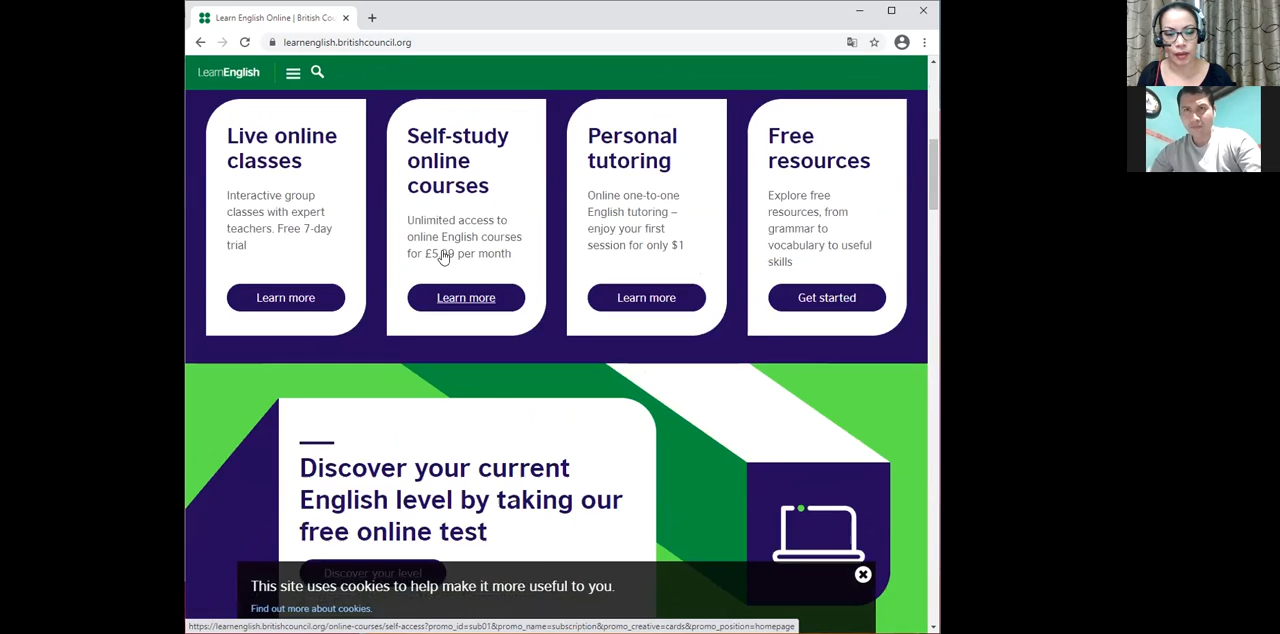 Learn English Online | British Cou
learnenglish.britishcouncil.org
LearnEnglish
Live online
classes
Interactive group
classes with expert
teachers. Free 7-day
trial
Learn more
Self-study
online
courses
Unlimited access to
online English courses
for per month
Learn more
Personal
tutoring
Online one-to-one
English tutoring –
enjoy your first
session for only $1
Learn more
Free
resources
Explore free
resources, from
grammar to
vocabulary to useful
skills
Get started
Discover your current
English level by taking our
free online test
Discover your level
This site uses cookies to help make it more useful to you.
Find out more about cookies.
https://learnenglish.britishcouncil.org/online-courses/self-access?promo_id=sub01&promo_name=subscription&promo_creative=cards&promo_position=homepage